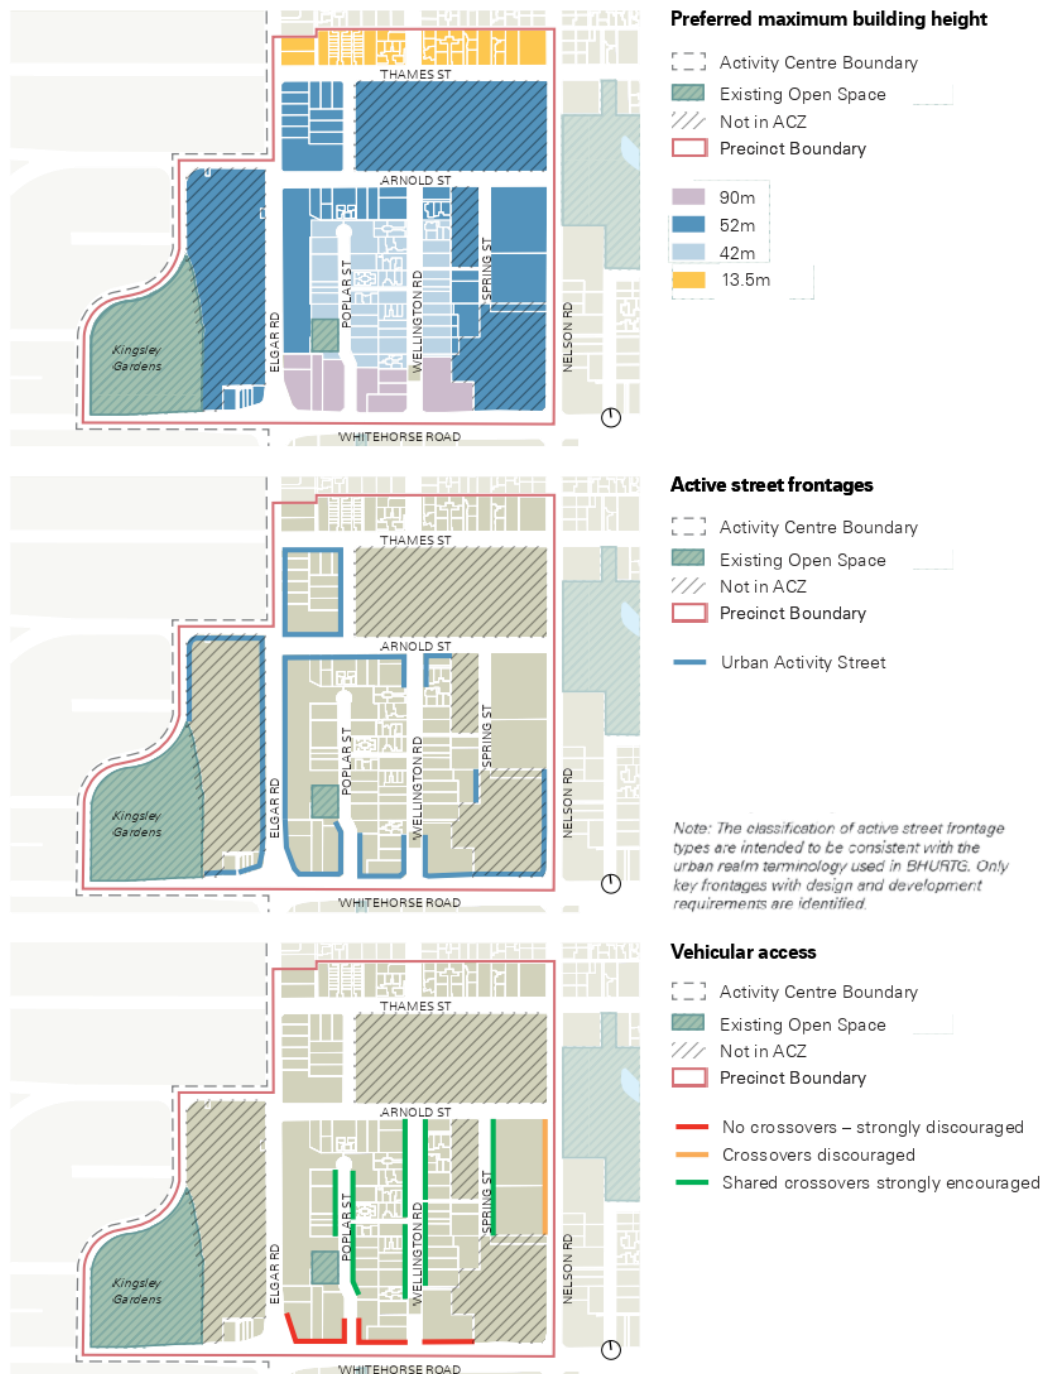 Preferred maximum building height
Activity Centre Boundary
Existing Open Space
Not in ACZ
Precinct Boundary
90m
52m
42m
13.5m
THAMES ST
ARNOLD ST
POPLAR ST
WELLINGTON RD
SPRING ST
ELGAR RD
NELSON RD
Kingsley
Gardens
WHITEHORSE ROAD
Active street frontages
Activity Centre Boundary
Existing Open Space
Not in ACZ
Precinct Boundary
Urban Activity Street
THAMES ST
ARNOLD ST
POPLAR ST
WELLINGTON RD
SPRING ST
ELGAR RD
NELSON RD
Kingsley
Gardens
WHITEHORSE ROAD
Note: The classification of active street frontage
types are intended to be consistent with the
urban realm terminology used in BHURTG. Only
key frontages with design and development
requirements are identified.
Vehicular access
Activity Centre Boundary
Existing Open Space
Not in ACZ
Precinct Boundary
No crossovers – strongly discouraged
Crossovers discouraged
Shared crossovers strongly encouraged
THAMES ST
ARNOLD ST
POPLAR ST
WELLINGTON RD
SPRING ST
ELGAR RD
NELSON RD
Kingsley
Gardens
WHITEHORSE ROAD